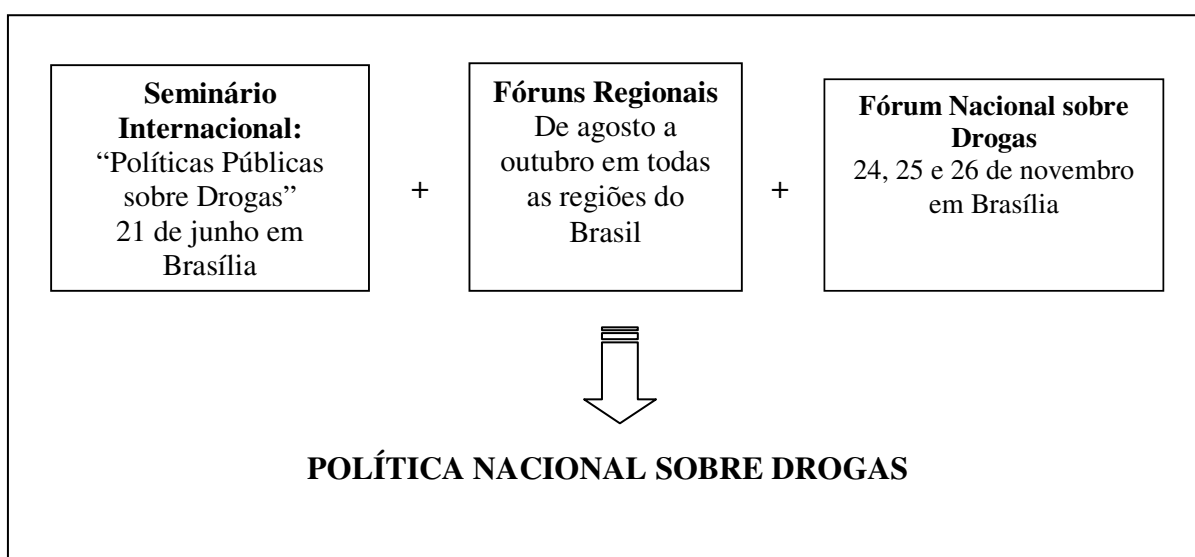 Seminário
Internacional:
“Políticas Públicas
sobre Drogas”
21 de junho em
Brasília
+
Fóruns Regionais
De agosto a
outubro em todas
as regiões do
Brasil
+
Fórum Nacional sobre
Drogas
24, 25 e 26 de novembro
em Brasília
POLÍTICA NACIONAL SOBRE DROGAS